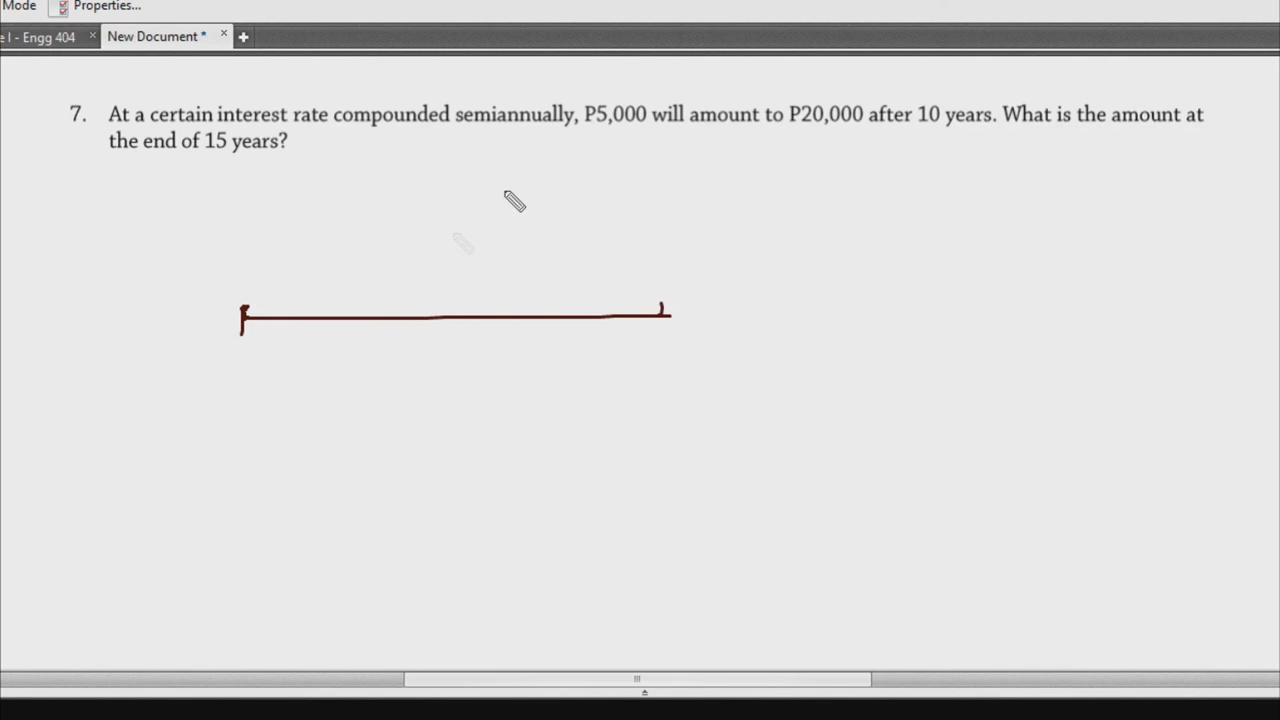 Mode Properties...
e I - Engg 404 × New Document * × +
7. At a certain interest rate compounded semiannually, P5,000 will amount to P20,000 after 10 years. What is the amount at
the end of 15 years?